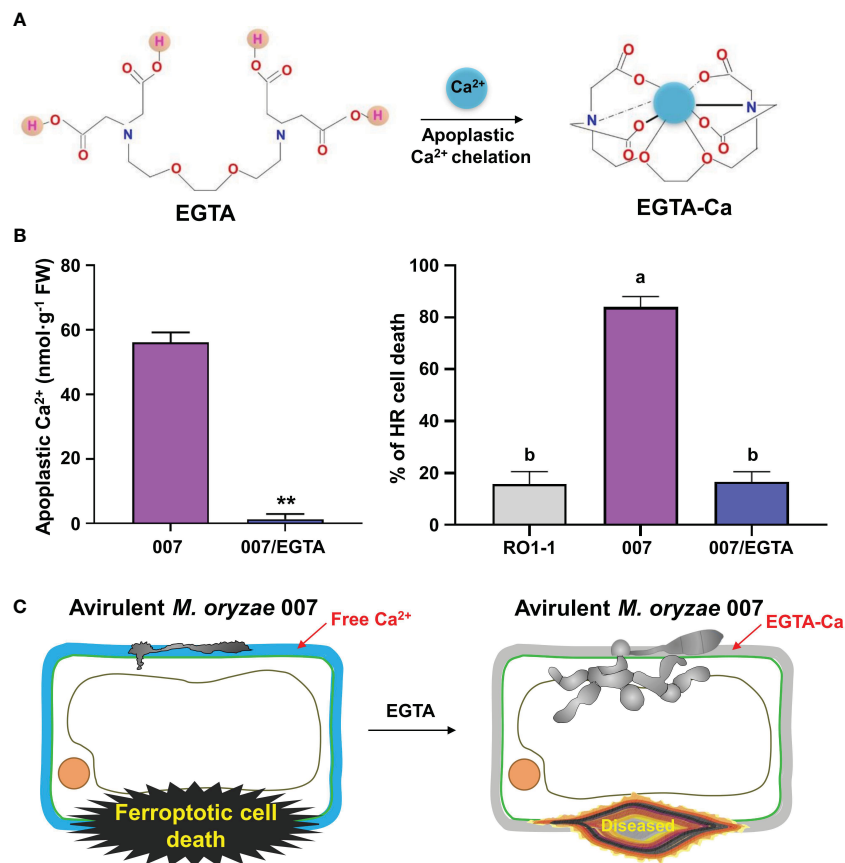 A
H H
O O
O O
H O O O H
N N
O O
O O
EGTA
Ca²⁺
Apoplastic
Ca²⁺ chelation
O O
O O
N N
O O
O O
O O
EGTA-Ca
B
Apoplastic Ca²⁺ (nmol·g⁻¹ FW)
80
60
40
20
0
**
007 007/EGTA
% of HR cell death
100
80
60
40
20
0
a
b b
RO1-1 007 007/EGTA
C
Avirulent M. oryzae 007
Free Ca²⁺
Ferroptotic cell
death
EGTA
Avirulent M. oryzae 007
EGTA-Ca
Diseased